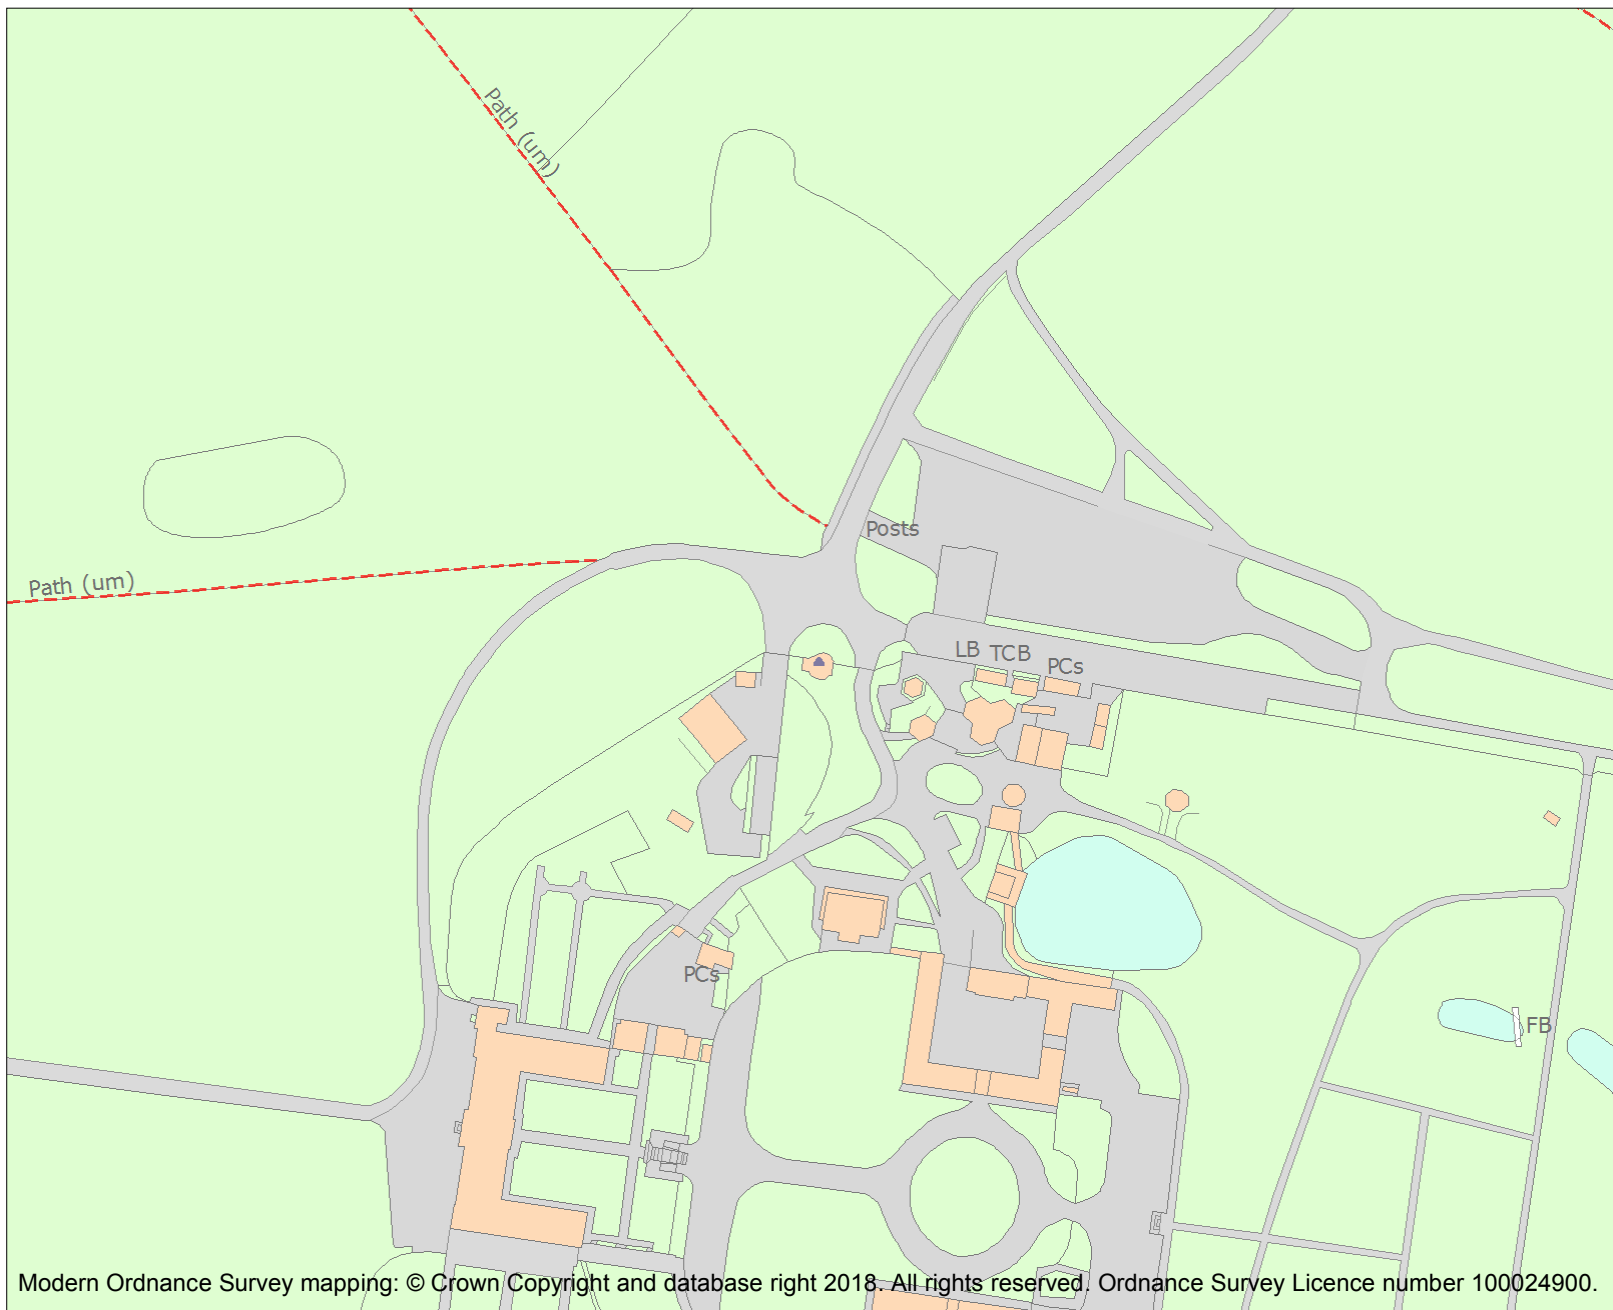 Path (um)
Posts
Path (um)
LB TCB PCs
PCs
FB
Modern Ordnance Survey mapping: © Crown Copyright and database right 2018. All rights reserved. Ordnance Survey Licence number 100024900.